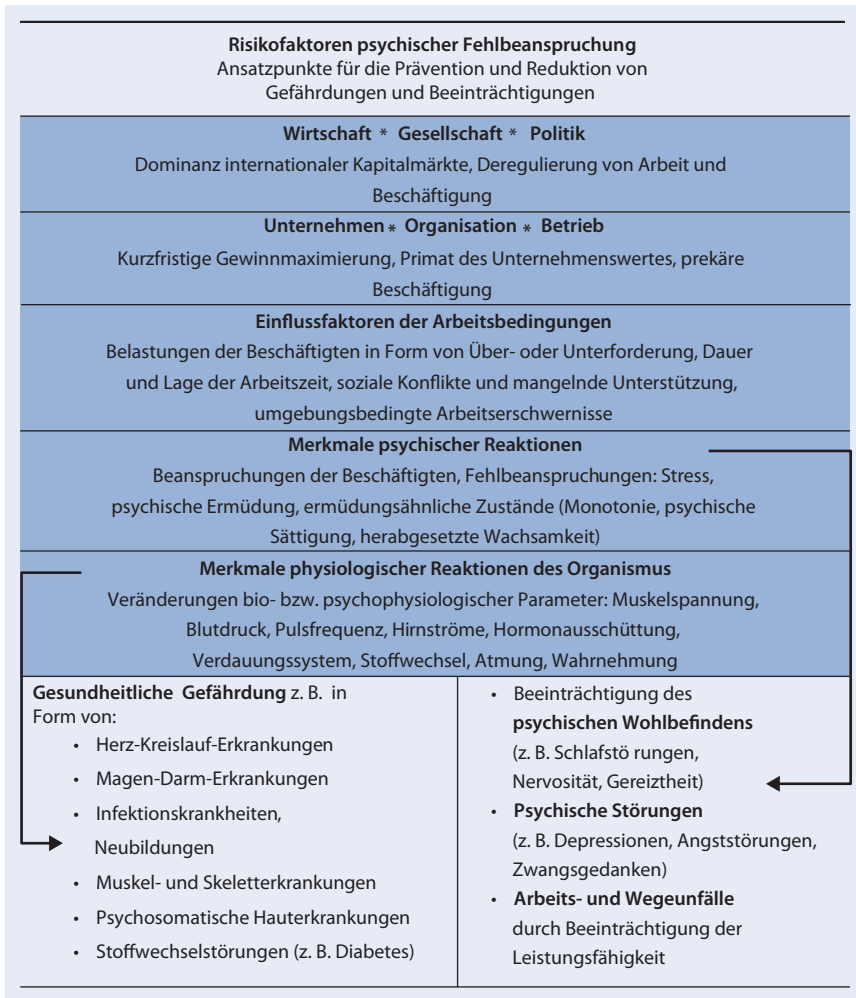 Risikofaktoren psychischer Fehlbeanspruchung
Ansatzpunkte für die Prävention und Reduktion von
Gefährdungen und Beeinträchtigungen
Wirtschaft * Gesellschaft * Politik
Dominanz internationaler Kapitalmärkte, Deregulierung von Arbeit und
Beschäftigung
Unternehmen * Organisation * Betrieb
Kurzfristige Gewinnmaximierung, Primat des Unternehmenswertes, prekäre
Beschäftigung
Einflussfaktoren der Arbeitsbedingungen
Belastungen der Beschäftigten in Form von Über- oder Unterforderung, Dauer
und Lage der Arbeitszeit, soziale Konflikte und mangelnde Unterstützung,
umgebungsbedingte Arbeitserschwernisse
Merkmale psychischer Reaktionen
Beanspruchungen der Beschäftigten, Fehlbeanspruchungen: Stress,
psychische Ermüdung, ermüdungsähnliche Zustände (Monotonie, psychische
Sättigung, herabgesetzte Wachsamkeit)
Merkmale physiologischer Reaktionen des Organismus
Veränderungen bio- bzw. psychophysiologischer Parameter: Muskelspannung,
Blutdruck, Pulsfrequenz, Hirnströme, Hormonausschüttung,
Verdauungssystem, Stoffwechsel, Atmung, Wahrnehmung
Gesundheitliche Gefährdung z. B. in
Form von:
• Herz-Kreislauf-Erkrankungen
• Magen-Darm-Erkrankungen
• Infektionskrankheiten,
Neubildungen
• Muskel- und Skeletterkrankungen
• Psychosomatische Hauterkrankungen
• Stoffwechselstörungen (z. B. Diabetes)
• Beeinträchtigung des
psychischen Wohlbefindens
(z. B. Schlafstö rungen,
Nervosität, Gereiztheit)
• Psychische Störungen
(z. B. Depressionen, Angststörungen,
Zwangsgedanken)
• Arbeits- und Wegeunfälle
durch Beeinträchtigung der
Leistungsfähigkeit